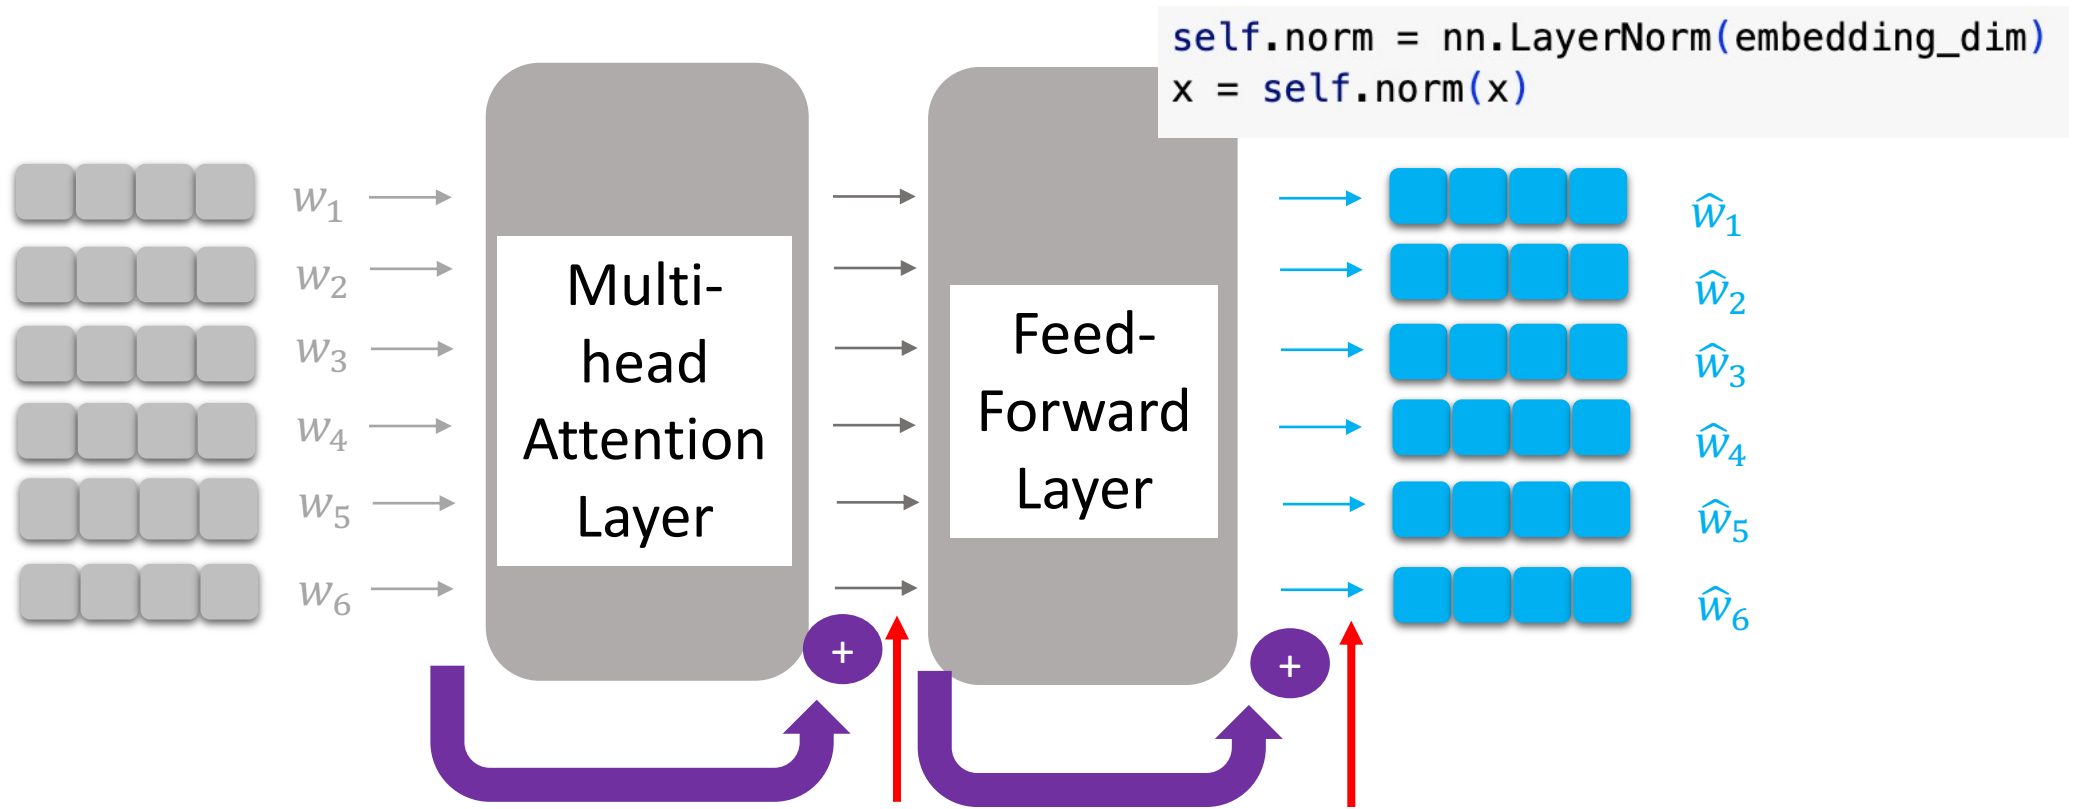 self.norm = nn.LayerNorm(embedding_dim)
x = self.norm(x)
w₁
w₂
w₃
w₄
w₅
w₆
Multi-
head
Attention
Layer
+
Feed-
Forward
Layer
+
ŵ₁
ŵ₂
ŵ₃
ŵ₄
ŵ₅
ŵ₆